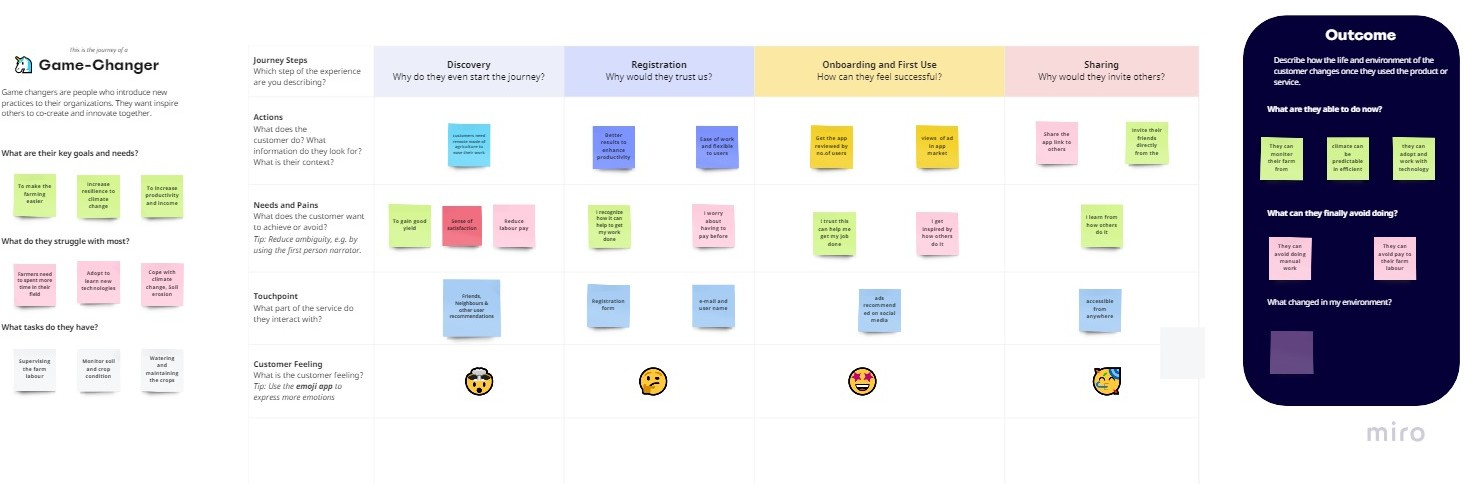 This is the journey of a
Game-Changer
Game changers are people who introduce new
practices to their organizations. They want inspire
others to co-create and innovate together.
What are their key goals and needs?
To make the
farming
easier
increase
resilience to
climate
change
To increase
productivity
and income
What do they struggle with most?
Farmers need
to spent more
time in their
field
Adopt to
learn new
technologies
Cope with
climate
change, Soil
erosion
What tasks do they have?
Supervising
the farm
labour
Monitor soil
and crop
condition
Watering
and
maintaining
the crops
Journey Steps
Which step of the experience
are you describing?
Discovery
Why do they even start the journey?
Registration
Why would they trust us?
Onboarding and First Use
How can they feel successful?
Sharing
Why would they invite others?
Actions
What does the
customer do? What
information do they look for?
What is their context?
customers need
remote mode of
agriculture to
ease their work
Better
results to
enhance
productivity
Ease of work
and flexible
to users
Get the app
reviewed by
no.of users
views of ad
in app
market
Share the
app link to
others
invite their
friends
directly
from the
Needs and Pains
What does the customer want
to achieve or avoid?
Tip: Reduce ambiguity, e.g. by
using the first person narrator.
To gain good
yield
Sense of
satisfaction
Reduce
labour pay
i recognize
how it can
help to get
my work
done
I worry
about
having to
pay before
I trust this
can help me
get my job
done
I get
inspired by
how others
do it
i learn from
how others
do it
Touchpoint
What part of the service do
they interact with?
Friends,
Neighbours &
other user
recommendations
Registration
form
e-mail and
user name
ads
recommend
ed on social
media
accessible
from
anywhere
Customer Feeling
What is the customer feeling?
Tip: Use the emoji app to
express more emotions
Outcome
Describe how the life and environment of the
customer changes once they used the product or
service.
What are they able to do now?
They can
moniter
their farm
from
climate can
be
predictable
in efficient
they can
adopt and
work with
technology
What can they finally avoid doing?
They can
avoid doing
manual
work
They can
avoid pay to
their farm
labour
What changed in my environment?
miro